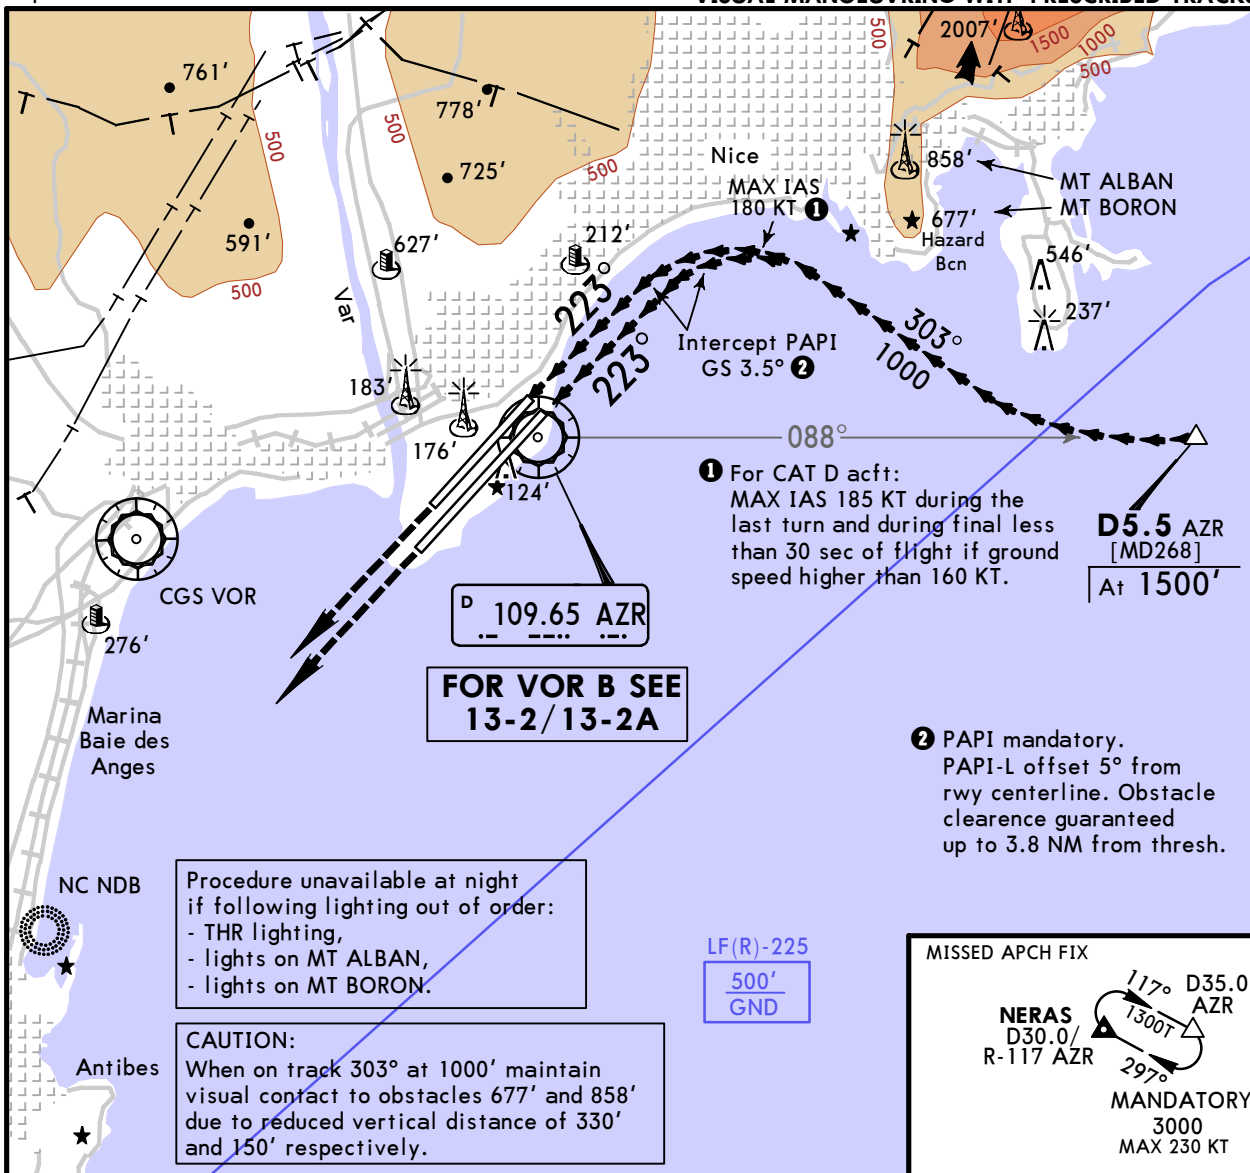 761'
778'
725'
591'
500
500
500
500
500
1500
1000
500
2007'
Nice
MAX IAS
180 KT 1
858'
MT ALBAN
MT BORON
677'
Hazard
Bcn
546'
237'
627'
212'
Var
223°
223°
Intercept PAPI
GS 3.5° 2
303°
1000
183'
176'
124'
088°
1 For CAT D acft:
MAX IAS 185 KT during the
last turn and during final less
than 30 sec of flight if ground
speed higher than 160 KT.
D5.5 AZR
[MD268]
At 1500'
CGS VOR
276'
D 109.65 AZR
FOR VOR B SEE
13-2/13-2A
Marina
Baie des
Anges
2 PAPI mandatory.
PAPI-L offset 5° from
rwy centerline. Obstacle
clearence guaranteed
up to 3.8 NM from thresh.
NC NDB
Procedure unavailable at night
if following lighting out of order:
- THR lighting,
- lights on MT ALBAN,
- lights on MT BORON.
LF(R)-225
500'
GND
Antibes
CAUTION:
When on track 303° at 1000' maintain
visual contact to obstacles 677' and 858'
due to reduced vertical distance of 330'
and 150' respectively.
MISSED APCH FIX
117°
1300T
D35.0
AZR
NERAS
D30.0/
R-117 AZR
297°
MANDATORY
3000
MAX 230 KT